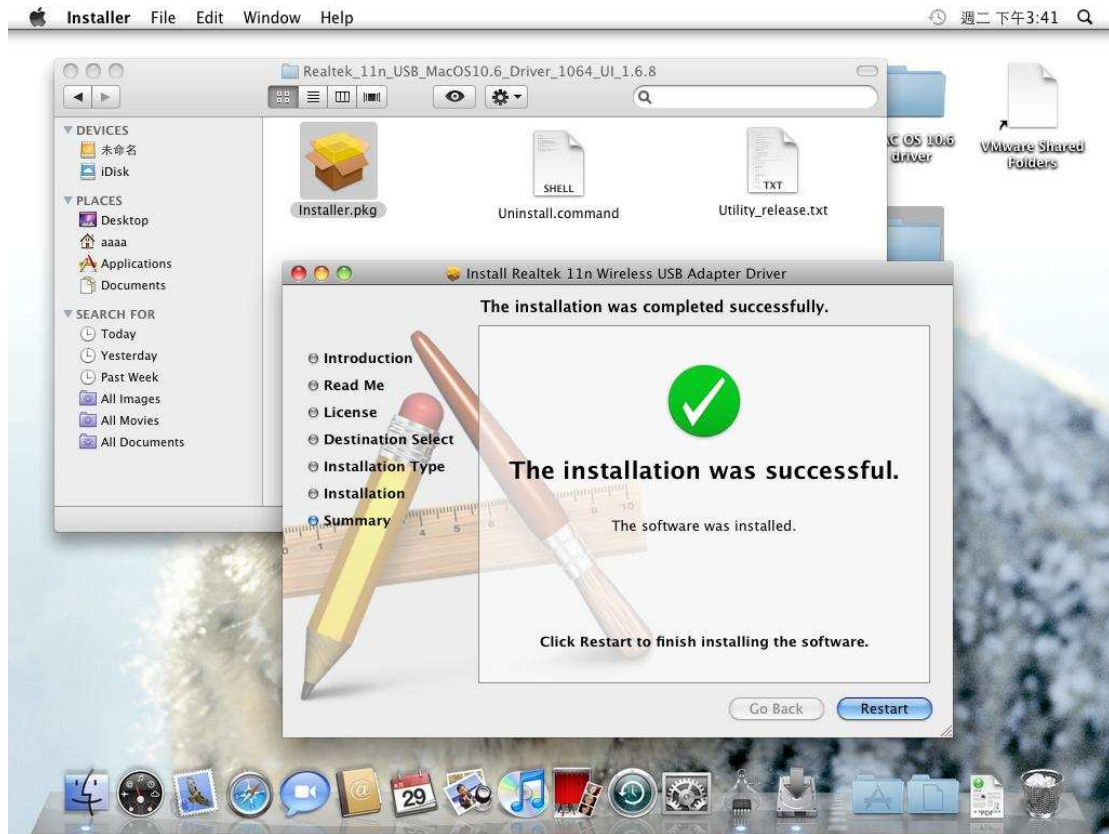 Installer File Edit Window Help 週二 下午3:41
Realtek_11n_USB_MacOS10.6_Driver_1064_UI_1.6.8
DEVICES
未命名
iDisk
PLACES
Desktop
aaaa
Applications
Documents
SEARCH FOR
Today
Yesterday
Past Week
All Images
All Movies
All Documents
SHELL
TXT
Installer.pkg
Uninstall.command
Utility_release.txt
AC OS 10.6
driver
VMware Shared
Folders
Install Realtek 11n Wireless USB Adapter Driver
The installation was completed successfully.
Introduction
Read Me
License
Destination Select
Installation Type
Installation
Summary
The installation was successful.
The software was installed.
Click Restart to finish installing the software.
Go Back
Restart
29
PDF